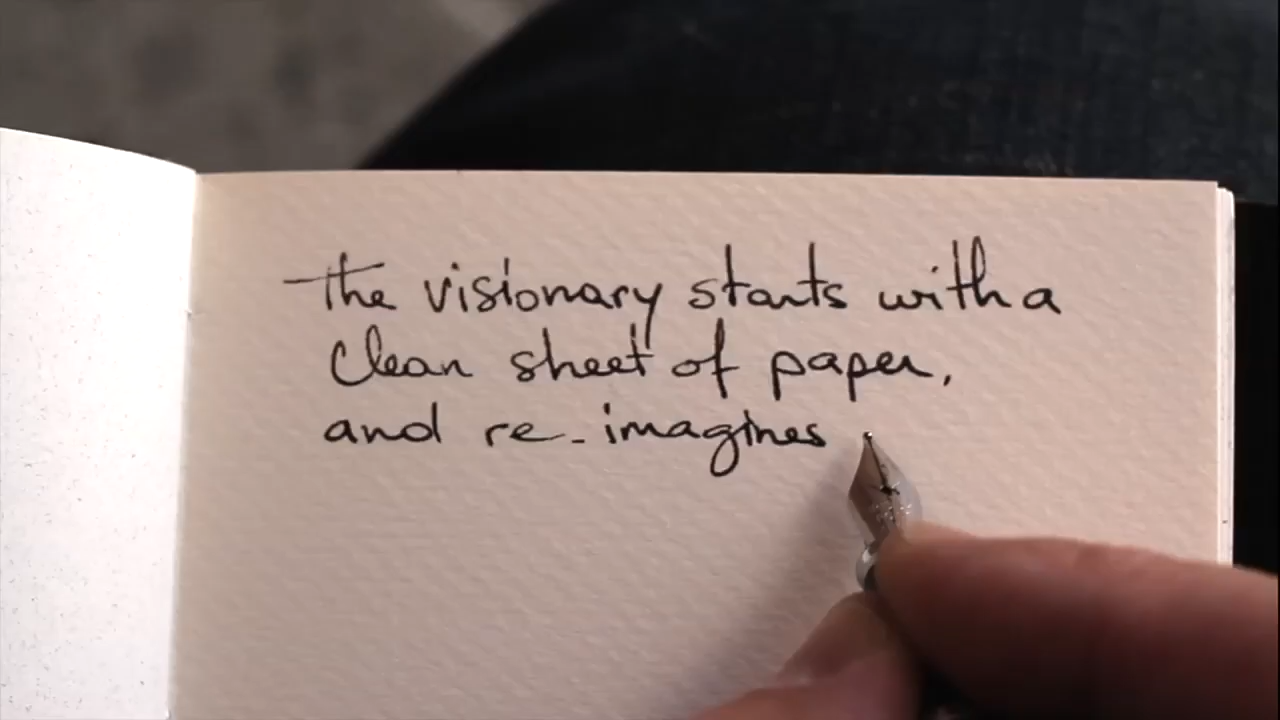 The visionary starts with a
clean sheet of paper,
and re-imagines